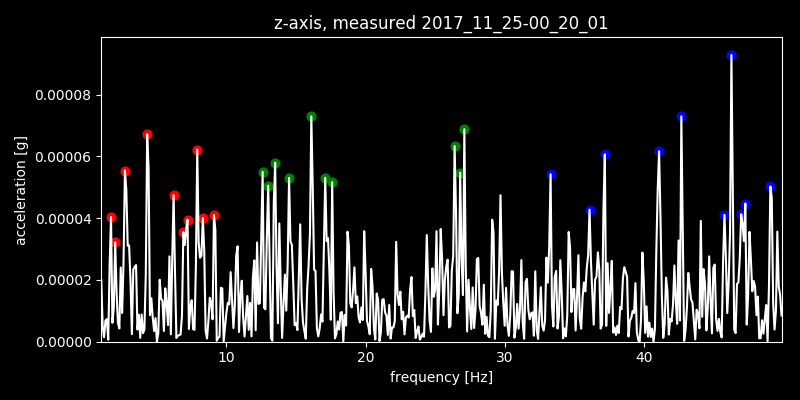 z-axis, measured 2017_11_25-00_20_01
acceleration [g]
0.00008
0.00006
0.00004
0.00002
0.00000
10 20 30 40
frequency [Hz]